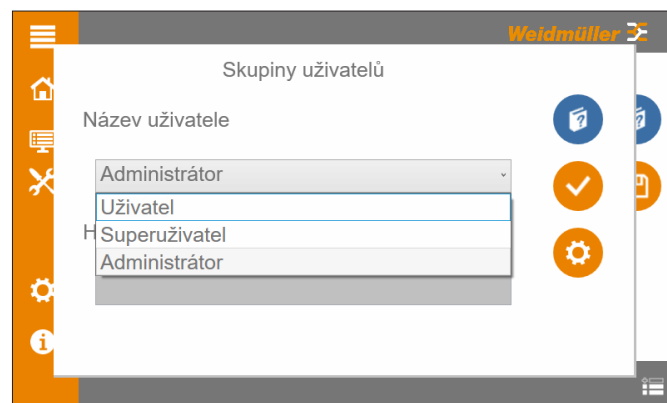 Weidmüller
Skupiny uživatelů
Název uživatele
Administrátor
Uživatel
H
Superuživatel
Administrátor